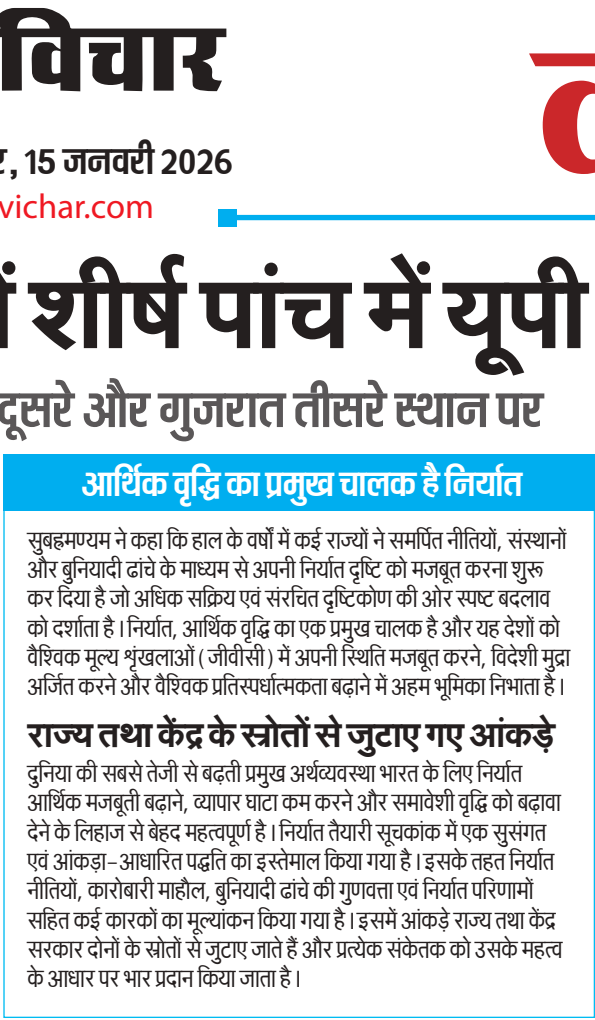 विचार
, 15 जनवरी 2026
vichar.com
शीर्ष पांच में यूपी
दूसरे और गुजरात तीसरे स्थान पर
आर्थिक वृद्धि का प्रमुख चालक है निर्यात
सुबह्रमण्यम ने कहा कि हाल के वर्षों में कई राज्यों ने समर्पित नीतियों, संस्थानों
और बुनियादी ढांचे के माध्यम से अपनी निर्यात दृष्टि को मजबूत करना शुरू
कर दिया है जो अधिक सक्रिय एवं संरचित दृष्टिकोण की ओर स्पष्ट बदलाव
को दर्शाता है। निर्यात, आर्थिक वृद्धि का एक प्रमुख चालक है और यह देशों को
वैश्विक मूल्य शृंखलाओं (जीवीसी) में अपनी स्थिति मजबूत करने, विदेशी मुद्रा
अर्जित करने और वैश्विक प्रतिस्पर्धात्मकता बढ़ाने में अहम भूमिका निभाता है।
राज्य तथा केंद्र के स्त्रोतों से जुटाए गए आंकड़े
दुनिया की सबसे तेजी से बढ़ती प्रमुख अर्थव्यवस्था भारत के लिए निर्यात
आर्थिक मजबूती बढ़ाने, व्यापार घाटा कम करने और समावेशी वृद्धि को बढ़ावा
देने के लिहाज से बेहद महत्वपूर्ण है। निर्यात तैयारी सूचकांक में एक सुसंगत
एवं आंकड़ा-आधारित पद्धति का इस्तेमाल किया गया है। इसके तहत निर्यात
नीतियों, कारोबारी माहौल, बुनियादी ढांचे की गुणवत्ता एवं निर्यात परिणामों
सहित कई कारकों का मूल्यांकन किया गया है। इसमें आंकड़े राज्य तथा केंद्र
सरकार दोनों के स्रोतों से जुटाए जाते हैं और प्रत्येक संकेतक को उसके महत्व
के आधार पर भार प्रदान किया जाता है।